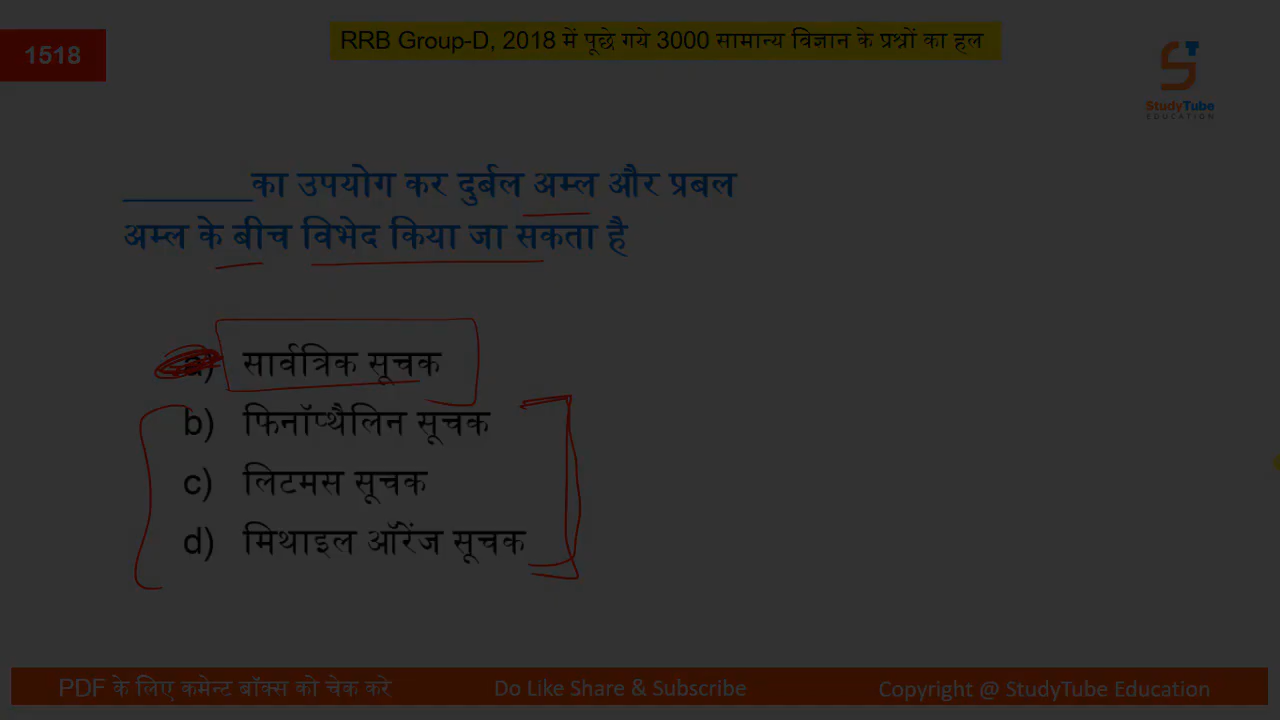 1518
RRB Group-D, 2018 में पूछे गये 3000 सामान्य विज्ञान के प्रश्नों का हल
StudyTube
EDUCATION
_______का उपयोग कर दुर्बल अम्ल और प्रबल
अम्ल के बीच विभेद किया जा सकता है
a) सार्वत्रिक सूचक
b) फिनॉप्थैलिन सूचक
c) लिटमस सूचक
d) मिथाइल ऑरेंज सूचक
PDF के लिए कमेन्ट बॉक्स को चेक करे
Do Like Share & Subscribe
Copyright @ StudyTube Education